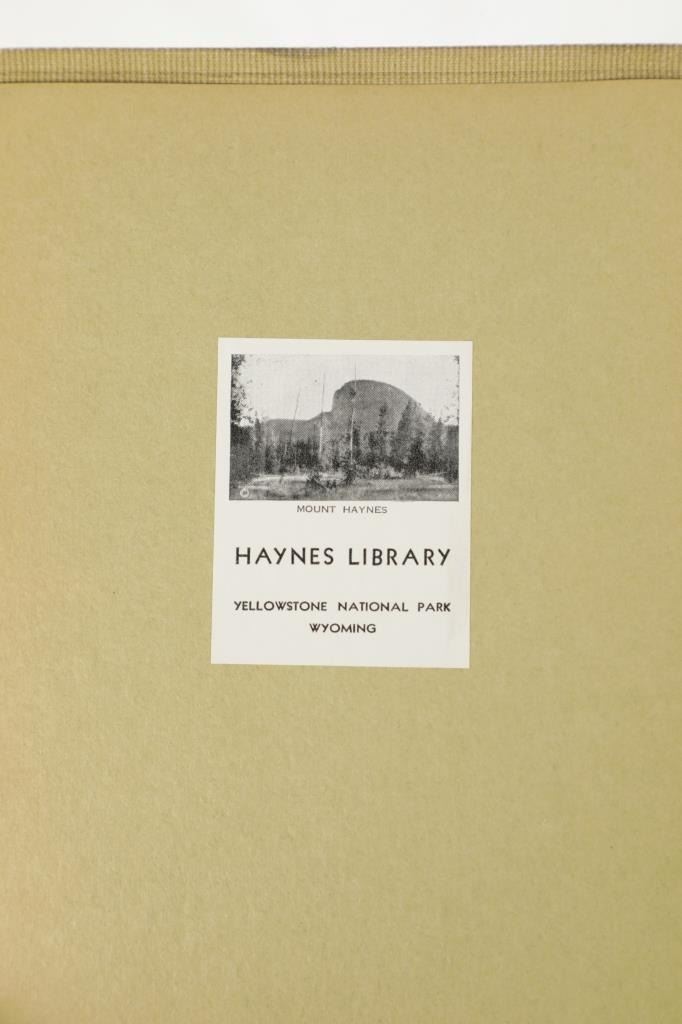 MOUNT HAYNES
HAYNES LIBRARY
YELLOWSTONE NATIONAL PARK
WYOMING